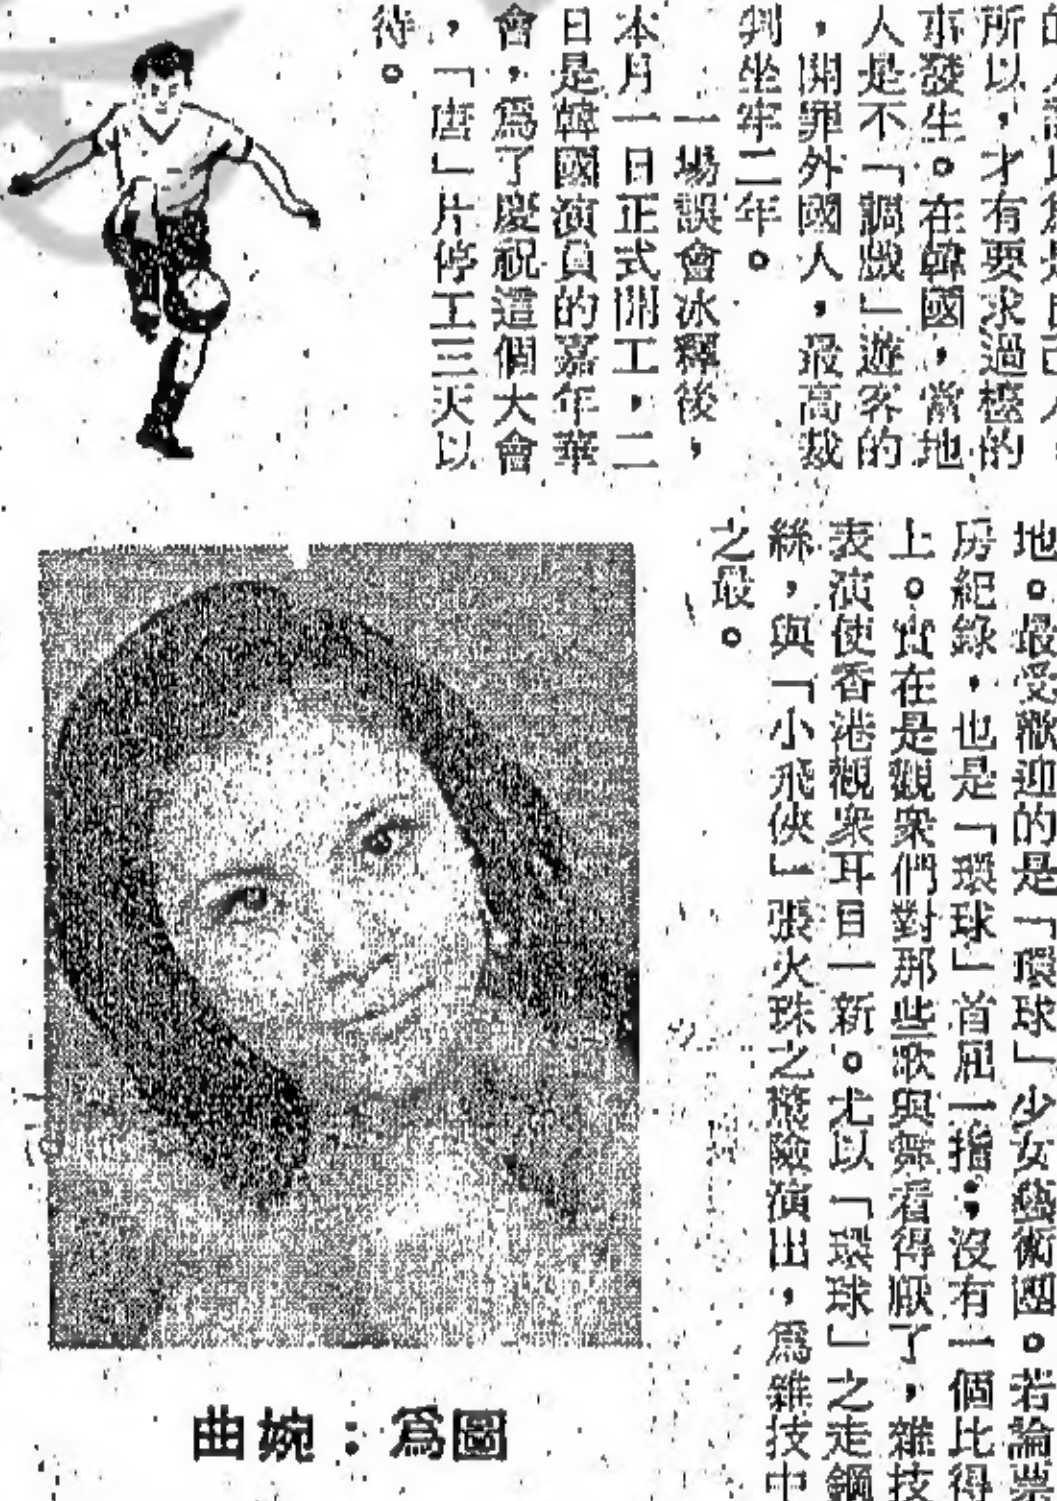 所以，才有要求過極的
事發生。在韓國，當地
人是不「調戲」遊客的
，開罪外國人，最高裁
判坐牢二年。
一場誤會冰釋後，
本月一日正式開工，二
日是韓國演員的嘉年華
會，爲了慶祝這個大會
，「唐」片停工三天以
待。
地。最受歡迎的是「環球」少女藝術團。若論票
房紀錄，也是「環球」首屈一指；沒有一個比得
上。實在是觀衆們對那些歌與舞看得厭了，雜技
表演使香港觀衆耳目一新。尤以「環球」之走鋼
絲，與「小飛俠」張火珠之驚險演出，爲雜技中
之最。
圖爲：婉曲